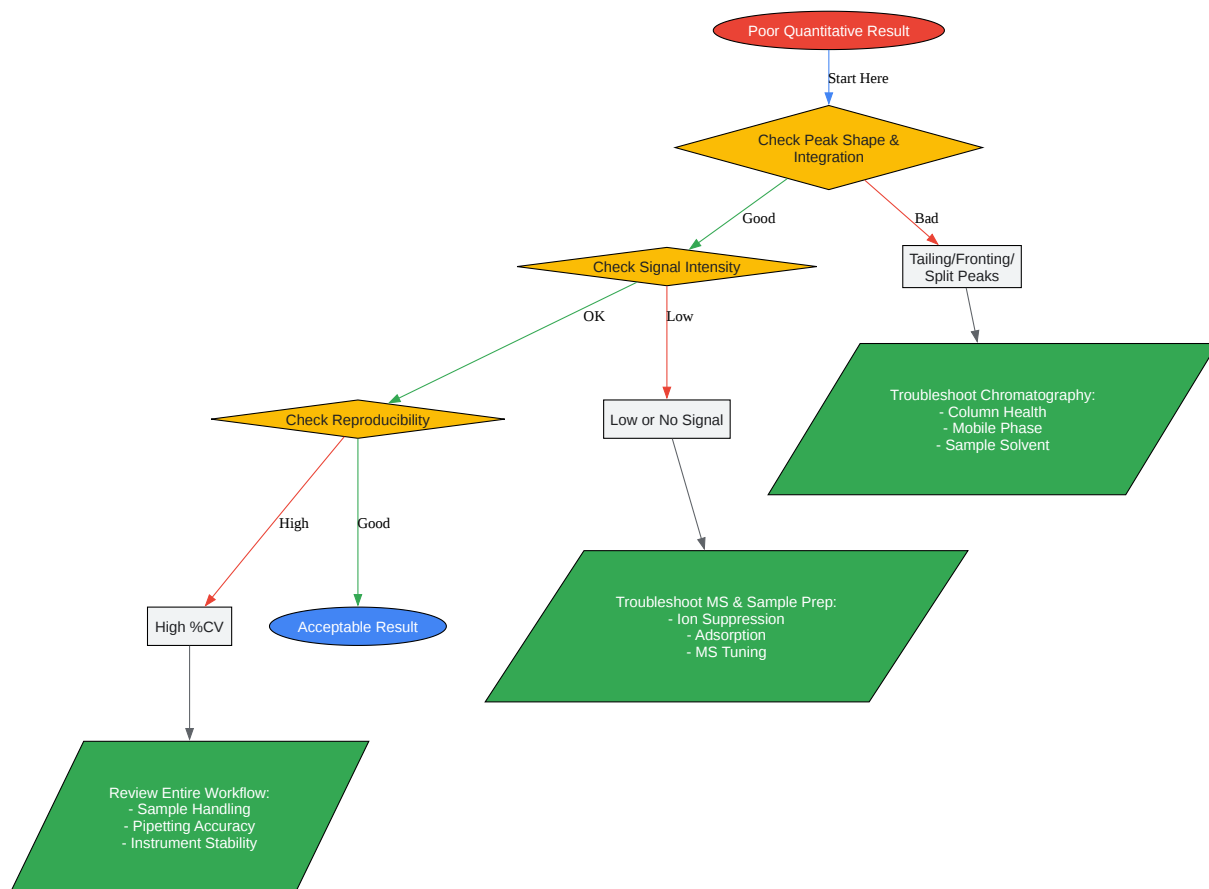 Poor Quantitative Result
Start Here
Check Peak Shape &
Integration
Good
Bad
Check Signal Intensity
Tailing/Fronting/
Split Peaks
OK
Low
Troubleshoot Chromatography:
- Column Health
- Mobile Phase
- Sample Solvent
Check Reproducibility
Low or No Signal
High
Good
Troubleshoot MS & Sample Prep:
- Ion Suppression
- Adsorption
- MS Tuning
High %CV
Acceptable Result
Review Entire Workflow:
- Sample Handling
- Pipetting Accuracy
- Instrument Stability